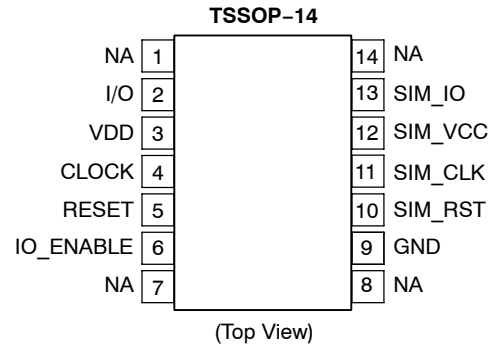 TSSOP−14
NA 1 14 NA
I/O 2 13 SIM_IO
VDD 3 12 SIM_VCC
CLOCK 4 11 SIM_CLK
RESET 5 10 SIM_RST
IO_ENABLE 6 9 GND
NA 7 8 NA
(Top View)